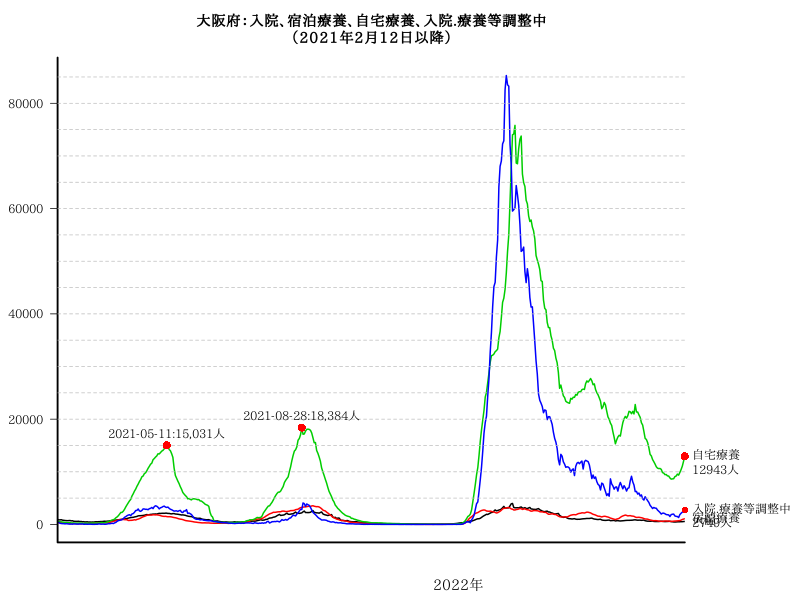 大阪府：入院、宿泊療養、自宅療養、入院.療養等調整中
（2021年2月12日以降）
80000
60000
40000
20000
0
2021-05-11:15,031人
2021-08-28:18,384人
自宅療養
12943人
入院.療養等調整中
2022年